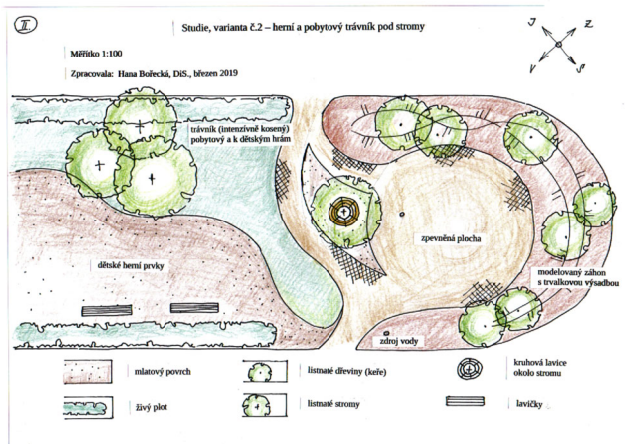 II.
Studie, varianta č.2 – herní a pobytový trávník pod stromy
J
Z
V
S
Měřítko 1:100
Zpracovala: Hana Bořecká, DiS., březen 2019
trávník (intenzívně kosený)
pobytový a k dětským hrám
zpevněná plocha
dětské herní prvky
modelovaný záhon
s trvalkovou výsadbou
zdroj vody
mlatový povrch
listnaté dřeviny (keře)
kruhová lavice
okolo stromu
živý plot
listnaté stromy
lavičky